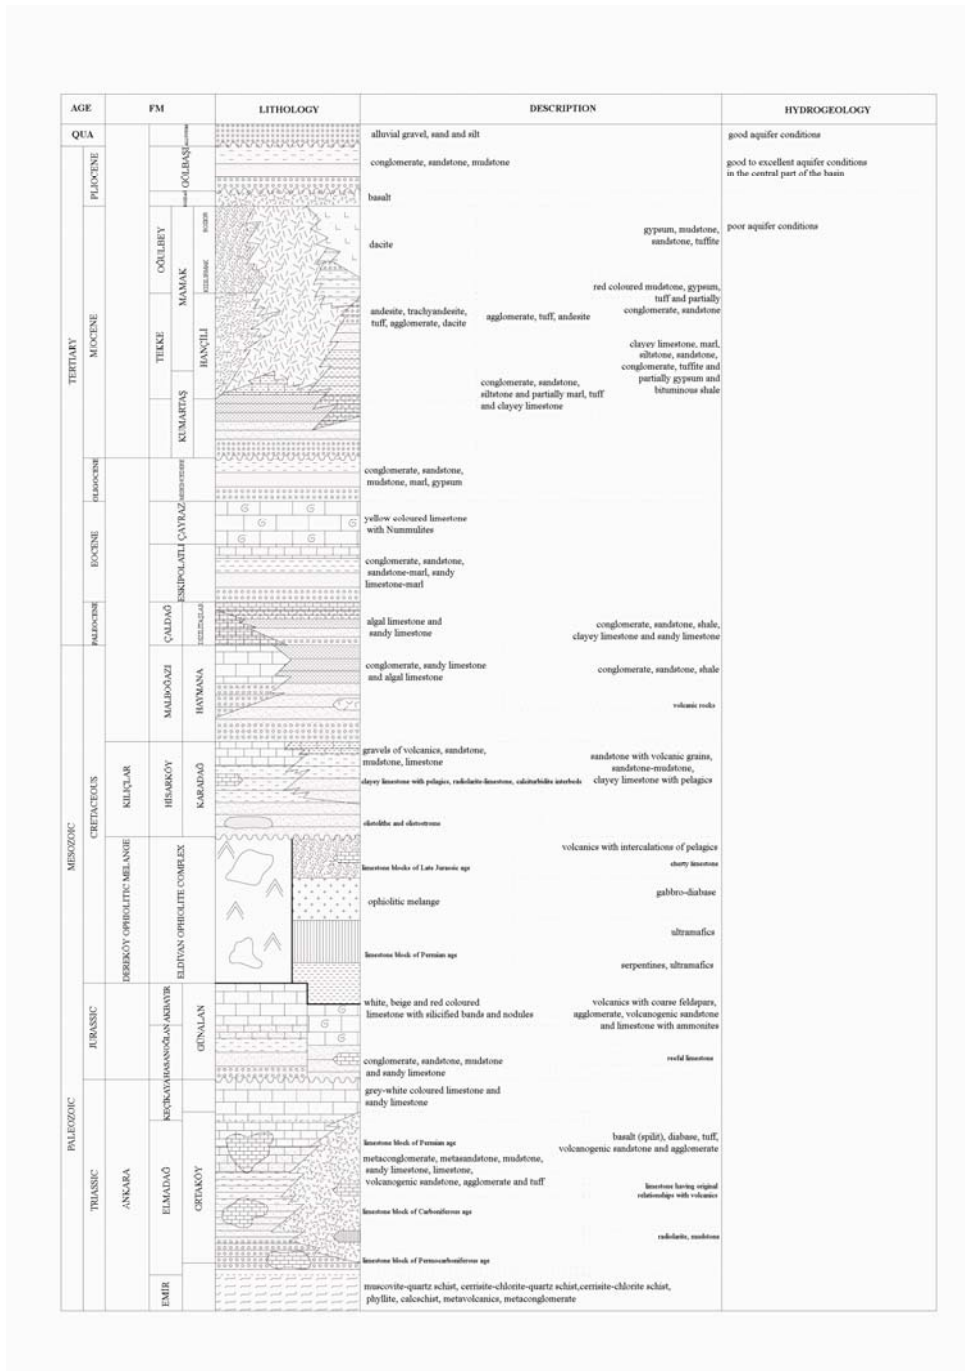 AGE
FM
LITHOLOGY
DESCRIPTION
HYDROGEOLOGY
QUA
alluvial gravel, sand and silt
good aquifer conditions
TERTIARY
PLIOCENE
GÖLBAŞI
conglomerate, sandstone, mudstone
good to excellent aquifer conditions
in the central part of the basin
basalt
MIOCENE
OĞULBEY
TEKKE
MAMAK
KUMARTAŞ
HANÇİLİ
dacite
gypsum, mudstone,
sandstone, tuffite
poor aquifer conditions
red coloured mudstone, gypsum,
tuff and partially
conglomerate, sandstone
andesite, trachyandesite,
tuff, agglomerate, dacite
agglomerate, tuff, andesite
clayey limestone, marl,
siltstone, sandstone,
conglomerate, tuffite and
partially gypsum and
bituminous shale
conglomerate, sandstone,
siltstone and partially marl, tuff
and clayey limestone
OLIGOCENE
conglomerate, sandstone,
mudstone, marl, gypsum
EOCENE
ÇAYRAZ
yellow coloured limestone
with Nummulites
ESKİPOLATLI
conglomerate, sandstone,
sandstone-marl, sandy
limestone-marl
PALEOCENE
ÇALDAĞ
algal limestone and
sandy limestone
conglomerate, sandstone, shale,
clayey limestone and sandy limestone
MESOZOIC
CRETACEOUS
MALIBOĞAZI
HAYMANA
conglomerate, sandy limestone
and algal limestone
conglomerate, sandstone, shale
volcanic rocks
KILIÇLAR
HİSARKÖY
KARADAĞ
gravels of volcanics, sandstone,
mudstone, limestone
sandstone with volcanic grains,
sandstone-mudstone,
clayey limestone with pelagics
clayey limestone with pelagics, radiolarite-limestone, calciturbidite interbeds
olistoliths and olistostrome
DEREKÖY OPHIOLITIC MELANGE
ELDİVAN OPHIOLITE COMPLEX
volcanics with intercalations of pelagics
cherty limestone
limestone blocks of Late Jurassic age
gabbro-diabase
ophiolitic melange
ultramafics
limestone block of Permian age
serpentines, ultramafics
JURASSIC
AKBAYIR
HASANOĞLAN
GÜNALAN
white, beige and red coloured
limestone with silicified bands and nodules
volcanics with coarse feldspars,
agglomerate, volcanogenic sandstone
and limestone with ammonites
reeful limestone
conglomerate, sandstone, mudstone
and sandy limestone
PALEOZOIC
TRIASSIC
ANKARA
KEÇİKAYA
grey-white coloured limestone and
sandy limestone
ELMADAĞ
ORTAKÖY
limestone block of Permian age
basalt (spilit), diabase, tuff,
volcanogenic sandstone and agglomerate
metaconglomerate, metasandstone, mudstone,
sandy limestone, limestone,
volcanogenic sandstone, agglomerate and tuff
limestone having original
relationships with volcanics
limestone block of Carboniferous age
radiolarite, mudstone
limestone block of Permocarboniferous age
EMİR
muscovite-quartz schist, cerrisite-chlorite-quartz schist,cerrisite-chlorite schist,
phyllite, calcschist, metavolcanics, metaconglomerate